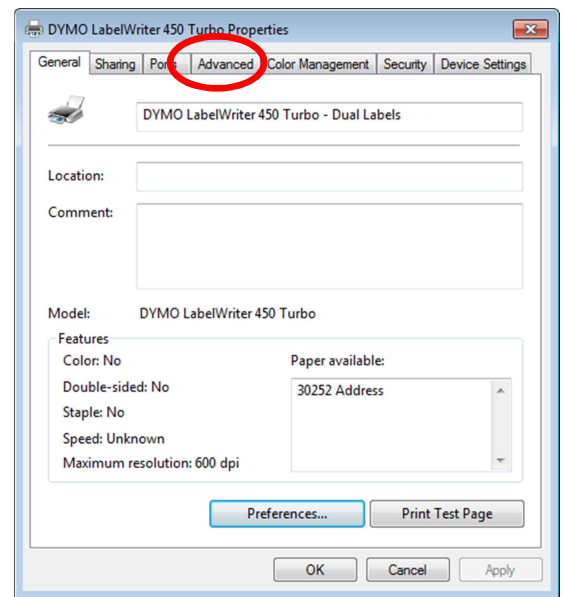 DYMO LabelWriter 450 Turbo Properties
General Sharing Ports Advanced Color Management Security Device Settings
DYMO LabelWriter 450 Turbo - Dual Labels
Location:
Comment:
Model: DYMO LabelWriter 450 Turbo
Features
Color: No Paper available:
Double-sided: No 30252 Address
Staple: No
Speed: Unknown
Maximum resolution: 600 dpi
Preferences... Print Test Page
OK Cancel Apply